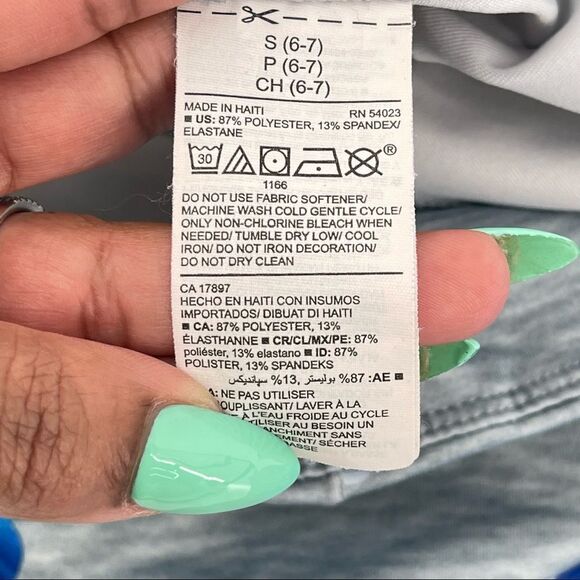 S (6-7)
P (6-7)
CH (6-7)
MADE IN HAITI RN 54023
■ US: 87% POLYESTER, 13% SPANDEX/
ELASTANE
30 ®
1166
DO NOT USE FABRIC SOFTENER/
MACHINE WASH COLD GENTLE CYCLE/
ONLY NON-CHLORINE BLEACH WHEN
NEEDED/ TUMBLE DRY LOW/ COOL
IRON/ DO NOT IRON DECORATION/
DO NOT DRY CLEAN
CA 17897
HECHO EN HAITI CON INSUMOS
IMPORTADOS/ DIBUAT DI HAITI
■ CA: 87% POLYESTER, 13%
ÉLASTHANNE ■ CR/CL/MX/PE: 87%
poliéster, 13% elastano ■ ID: 87%
POLISTER, 13% SPANDEKS
■ AE: 87% بوليستر, 13% سپانديكس
A: NE PAS UTILISER
OUPLISSANT/ LAVER À LA
E À L'EAU FROIDE AU CYCLE
UTILISER AU BESOIN UN
ANCHIMENT SANS
EMENT/ SÉCHER
ASSE